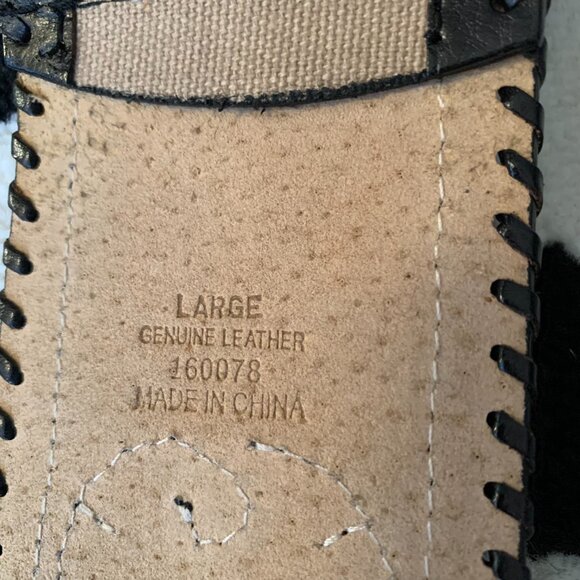 LARGE
GENUINE LEATHER
160078
MADE IN CHINA